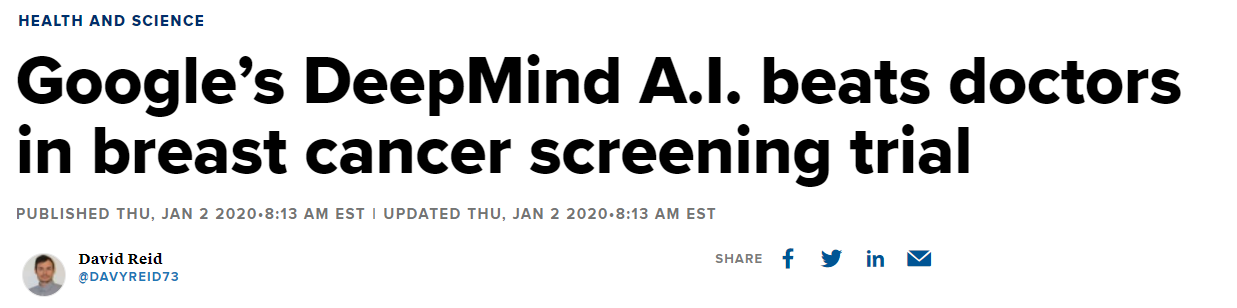 HEALTH AND SCIENCE
Google’s DeepMind A.I. beats doctors
in breast cancer screening trial
PUBLISHED THU, JAN 2 2020•8:13 AM EST | UPDATED THU, JAN 2 2020•8:13 AM EST
David Reid
@DAVYREID73
SHARE